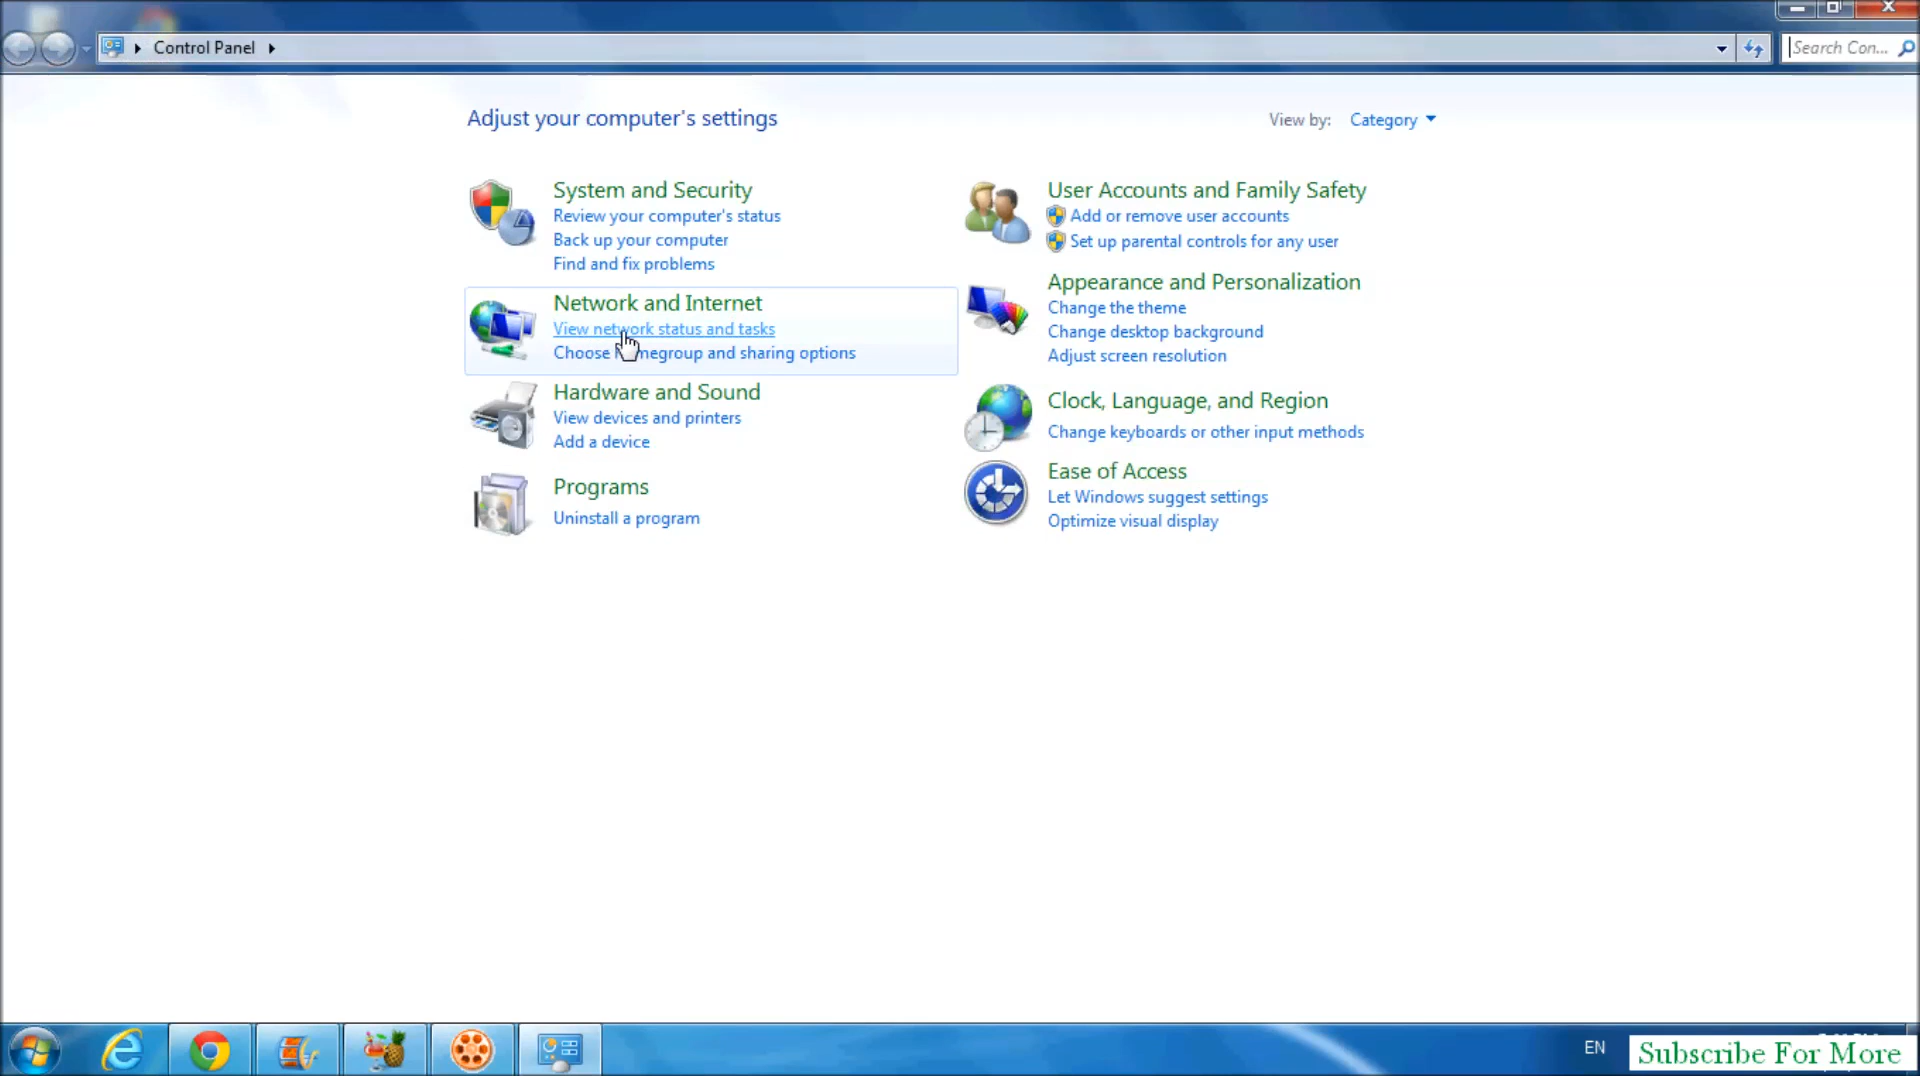 Control Panel
Search Con...
Adjust your computer's settings
View by: Category
System and Security
Review your computer's status
Back up your computer
Find and fix problems
Network and Internet
View network status and tasks
Choose homegroup and sharing options
Hardware and Sound
View devices and printers
Add a device
Programs
Uninstall a program
User Accounts and Family Safety
Add or remove user accounts
Set up parental controls for any user
Appearance and Personalization
Change the theme
Change desktop background
Adjust screen resolution
Clock, Language, and Region
Change keyboards or other input methods
Ease of Access
Let Windows suggest settings
Optimize visual display
EN
Subscribe For More